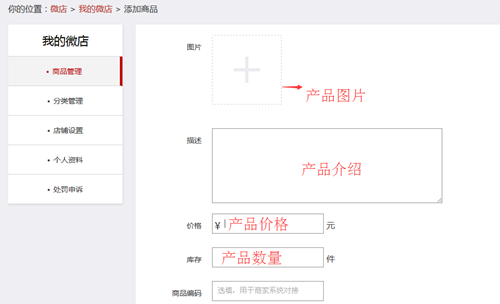 你的位置：微店 > 我的微店 > 添加商品
我的微店
• 商品管理
• 分类管理
• 店铺设置
• 个人资料
• 处罚申诉
图片
产品图片
描述
产品介绍
价格
¥ 产品价格 元
库存
产品数量 件
商品编码
选填，用于商家系统对接